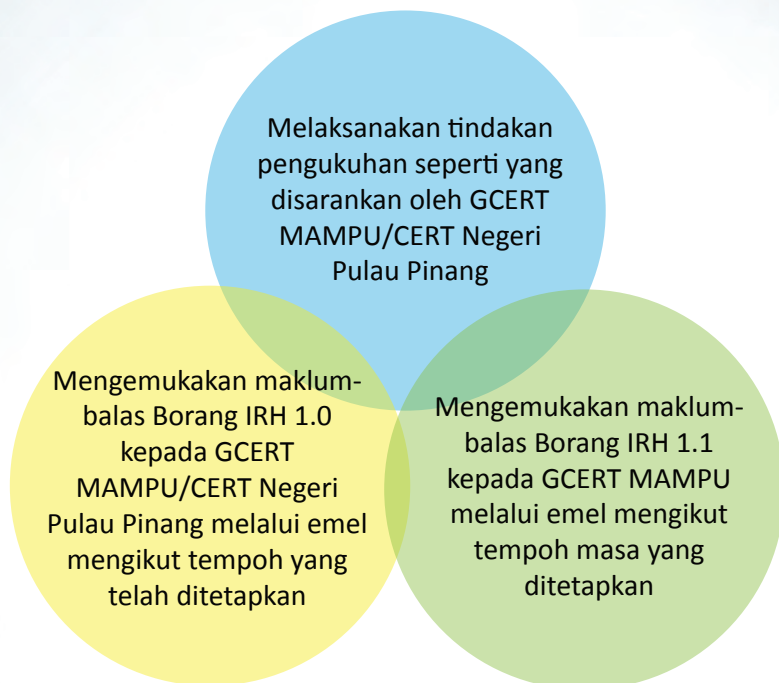 Melaksanakan tindakan
pengukuhan seperti yang
disarankan oleh GCERT
MAMPU/CERT Negeri
Pulau Pinang
Mengemukakan maklum-
balas Borang IRH 1.0
kepada GCERT
MAMPU/CERT Negeri
Pulau Pinang melalui emel
mengikut tempoh yang
telah ditetapkan
Mengemukakan maklum-
balas Borang IRH 1.1
kepada GCERT MAMPU
melalui emel mengikut
tempoh masa yang
ditetapkan